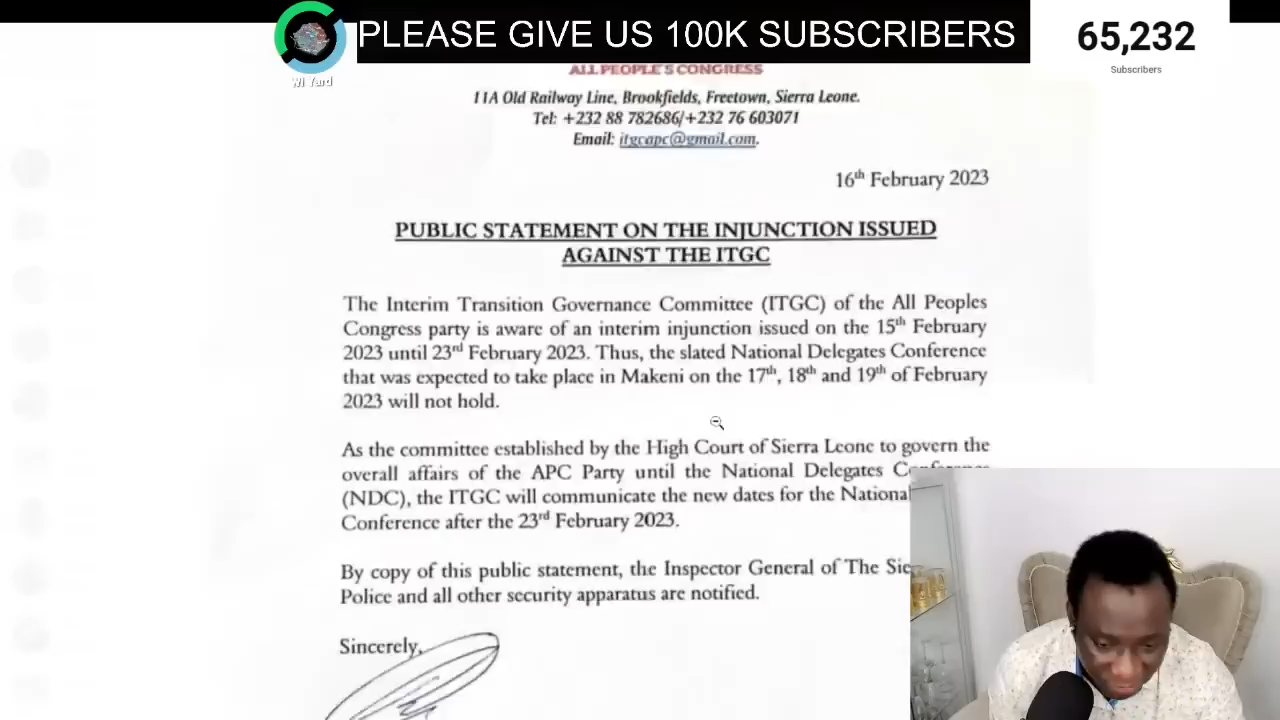 PLEASE GIVE US 100K SUBSCRIBERS
65,232
Subscribers
Wi Yard
ALL PEOPLE'S CONGRESS
11A Old Railway Line, Brookfields, Freetown, Sierra Leone.
Tel: +232 88 782686/+232 76 603071
Email: itgcapc@gmail.com.
16th February 2023
PUBLIC STATEMENT ON THE INJUNCTION ISSUED
AGAINST THE ITGC
The Interim Transition Governance Committee (ITGC) of the All Peoples
Congress party is aware of an interim injunction issued on the 15th February
2023 until 23rd February 2023. Thus, the slated National Delegates Conference
that was expected to take place in Makeni on the 17th, 18th and 19th of February
2023 will not hold.
As the committee established by the High Court of Sierra Leone to govern the
overall affairs of the APC Party until the National Delegates Conference
(NDC), the ITGC will communicate the new dates for the National
Conference after the 23rd February 2023.
By copy of this public statement, the Inspector General of The Sie
Police and all other security apparatus are notified.
Sincerely,